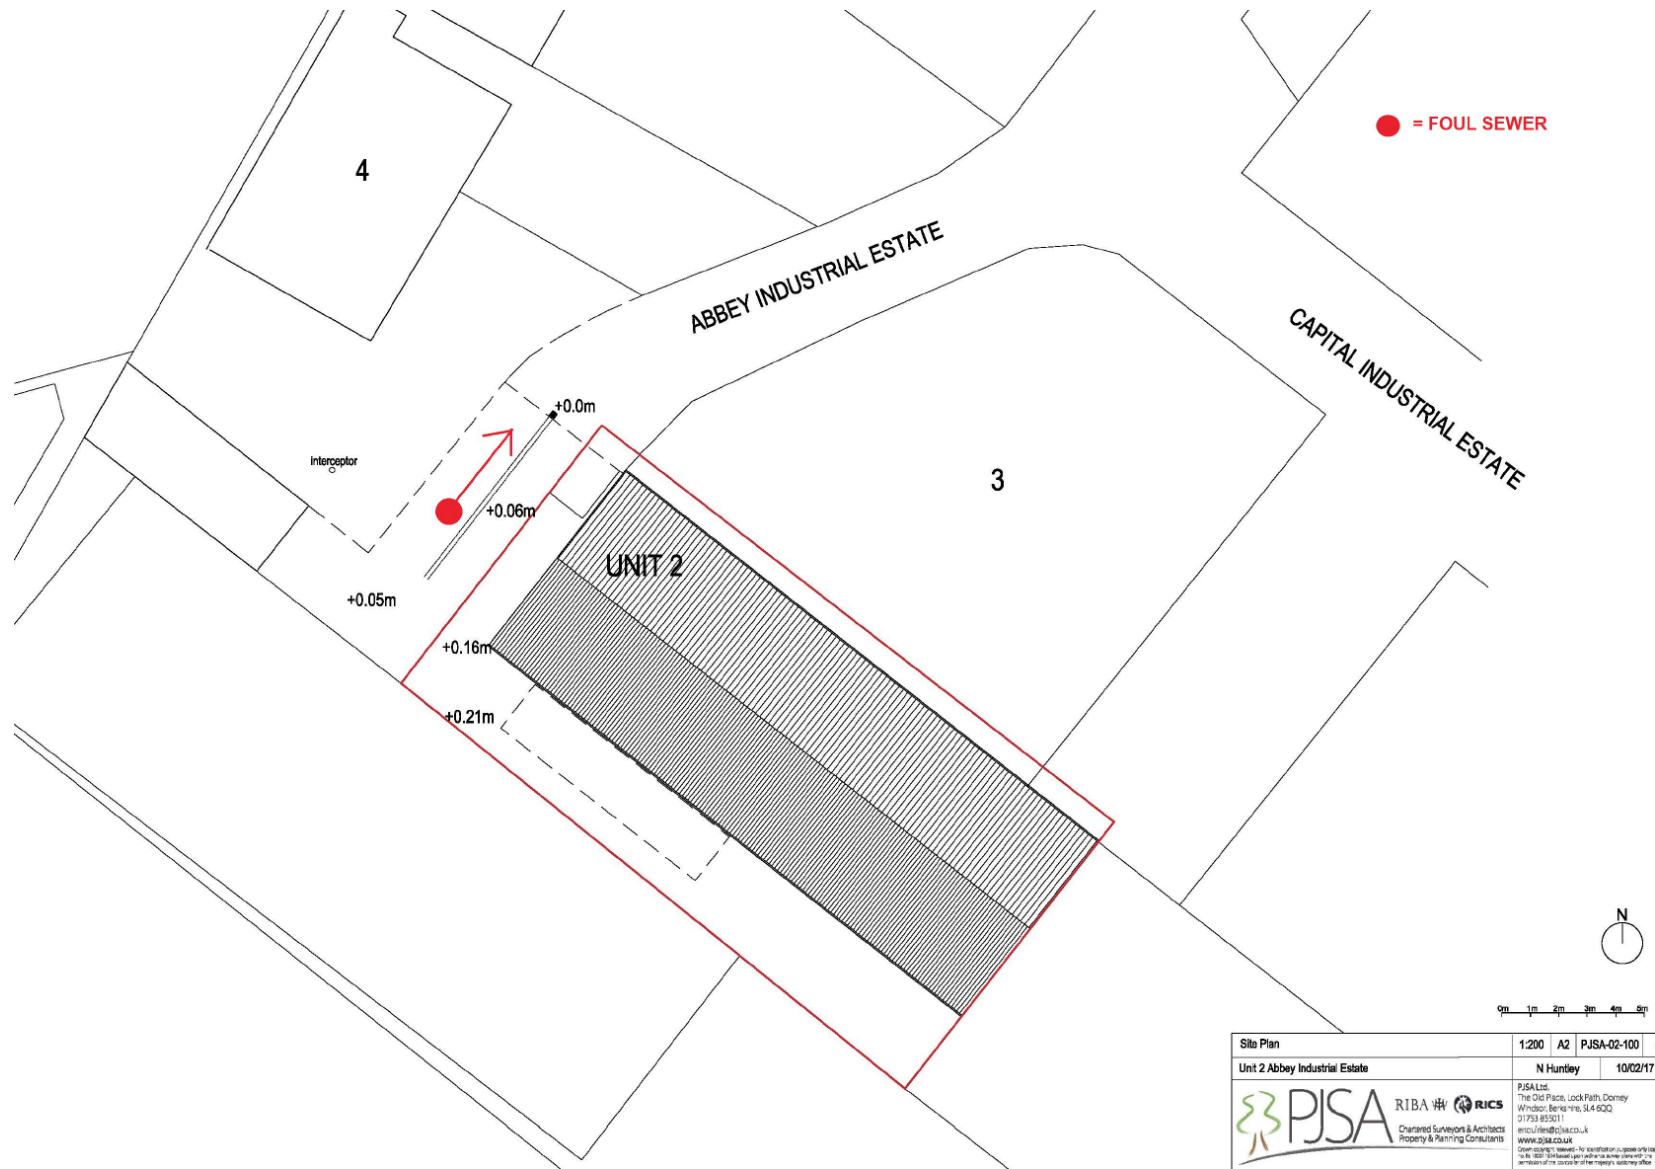 = FOUL SEWER
4
ABBEY INDUSTRIAL ESTATE
CAPITAL INDUSTRIAL ESTATE
+0.0m
interceptor
3
+0.06m
UNIT 2
+0.05m
+0.16m
+0.21m
N
0m 1m 2m 3m 4m 5m
Site Plan 1:200 A2 PJSA-02-100
Unit 2 Abbey Industrial Estate N Huntley 10/02/17
PJSA
RIBA RICS
Chartered Surveyors & Architects
Property & Planning Consultants
PJSA Ltd.
The Old Place, Lock Path, Dorney
Windsor, Berkshire, SL4 6QQ
01753 855011
enquiries@pjsa.co.uk
www.pjsa.co.uk